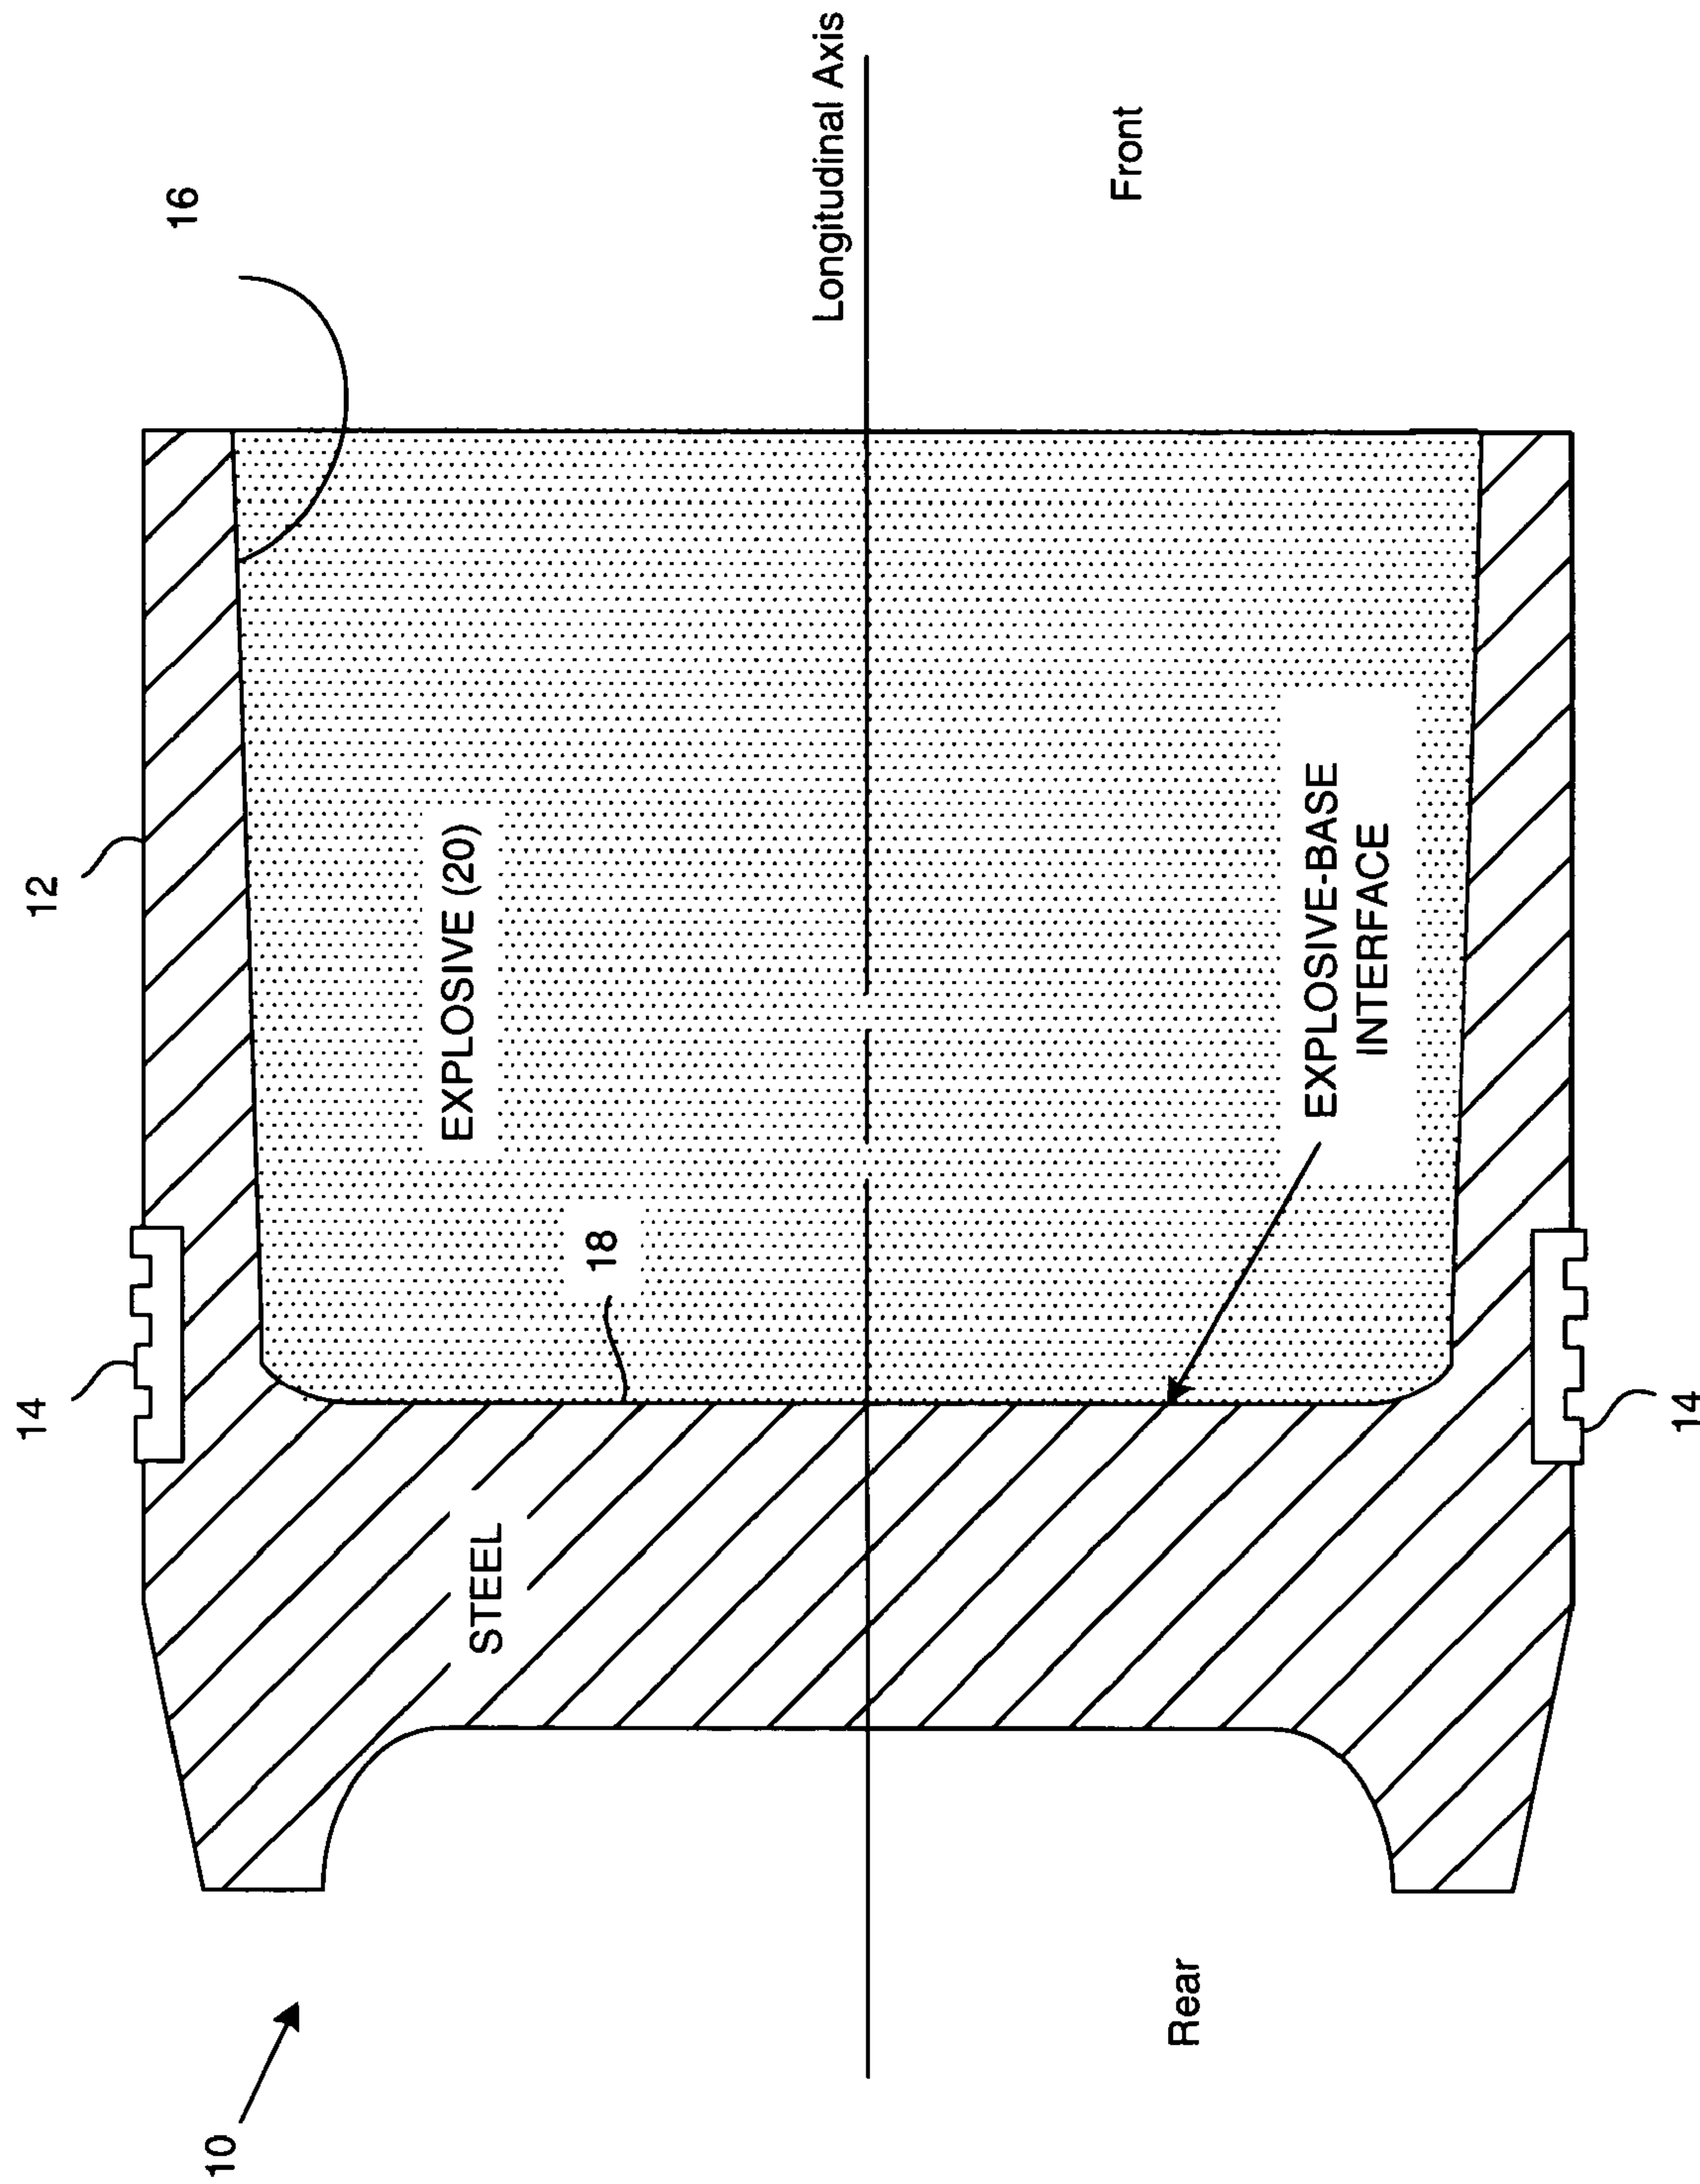 14
12
16
10
EXPLOSIVE (20)
STEEL
18
Longitudinal Axis
Front
Rear
EXPLOSIVE-BASE
INTERFACE
14